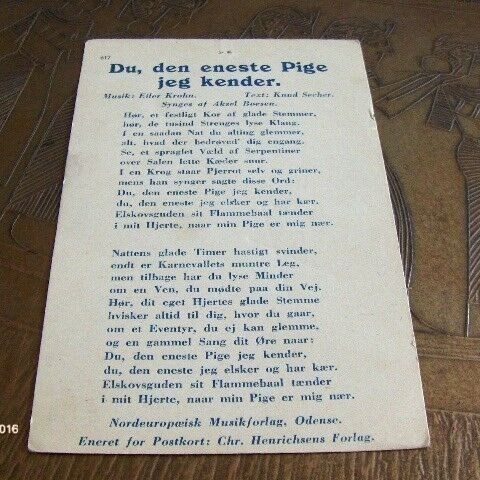 617
Du, den eneste Pige
jeg kender.
Musik: Eiler Krohn. Text: Knud Secher.
Synges af Aksel Boesen.
Hør, et festligt Kor af glade Stemmer,
hør, de tusind Strenges lyse Klang.
I en saadan Nat du alting glemmer,
alt, hvad der bedrøved' dig engang.
Se, et spraglet Væld af Serpentiner
over Salen lette Kæder snor.
I en Krog staar Pjerrot selv og griner,
mens han synger sagte disse Ord:
Du, den eneste Pige jeg kender,
du, den eneste jeg elsker og har kær.
Elskovsguden sit Flammebaal tænder
i mit Hjerte, naar min Pige er mig nær.
Nattens glade Timer hastigt svinder,
endt er Karnevallets muntre Leg,
men tilbage har du lyse Minder
om en Ven, du mødte paa din Vej.
Hør, dit eget Hjertes glade Stemme
hvisker altid til dig, hvor du gaar,
om et Eventyr, du ej kan glemme,
og en gammel Sang dit Øre naar:
Du, den eneste Pige jeg kender,
du, den eneste jeg elsker og har kær.
Elskovsguden sit Flammebaal tænder
i mit Hjerte, naar min Pige er mig nær.
Nordeuropæisk Musikforlag, Odense.
Eneret for Postkort: Chr. Henrichsens Forlag.
016